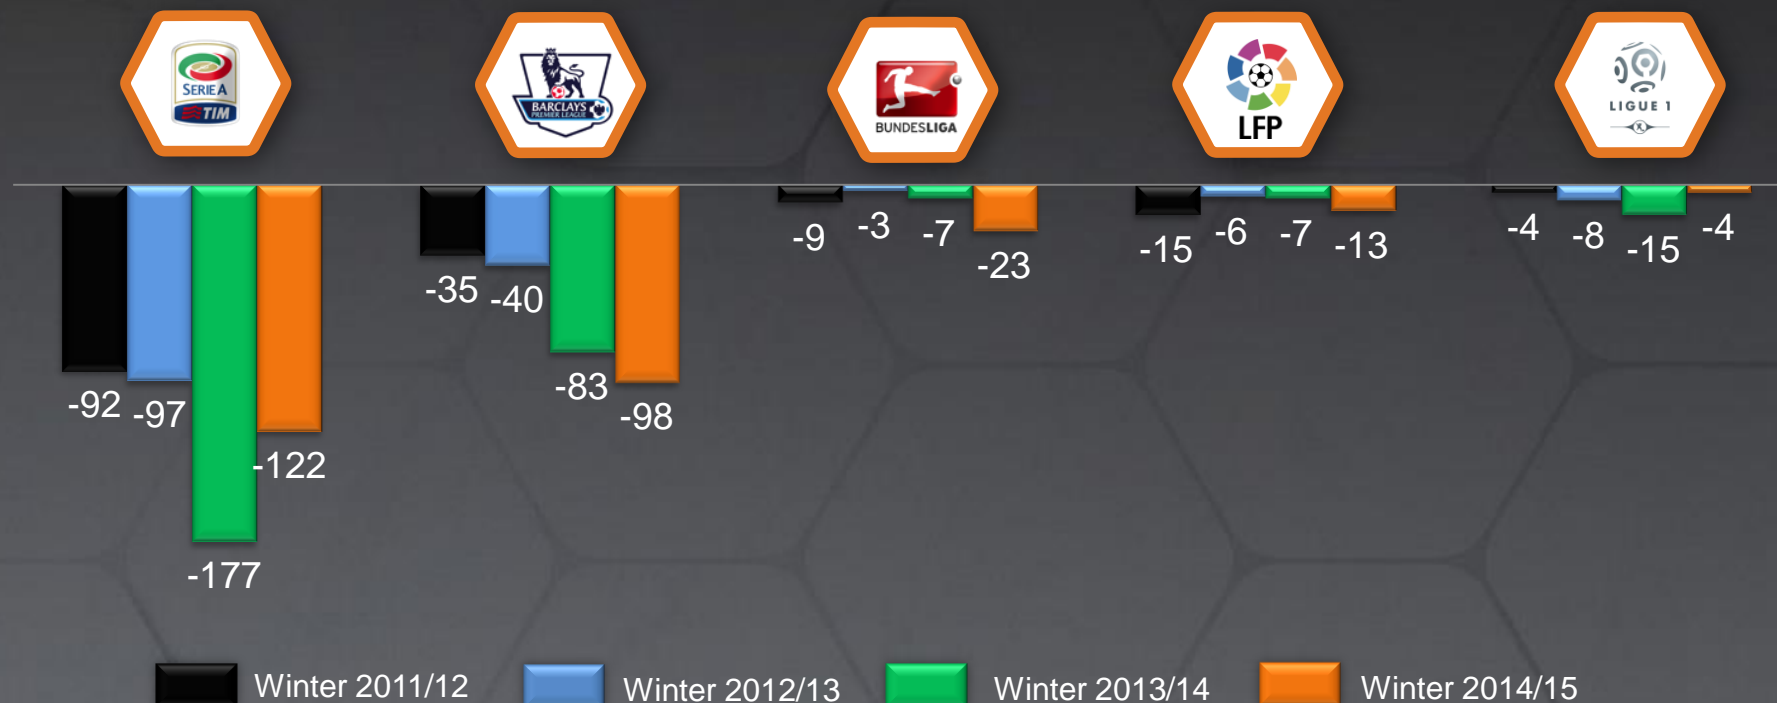 SERIE A
TIM
BARCLAYS
PREMIER LEAGUE
BUNDESLIGA
LFP
LIGUE 1
-92 -97 -177 -122
-35 -40 -83 -98
-9 -3 -7 -23
-15 -6 -7 -13
-4 -8 -15 -4
Winter 2011/12 Winter 2012/13 Winter 2013/14 Winter 2014/15